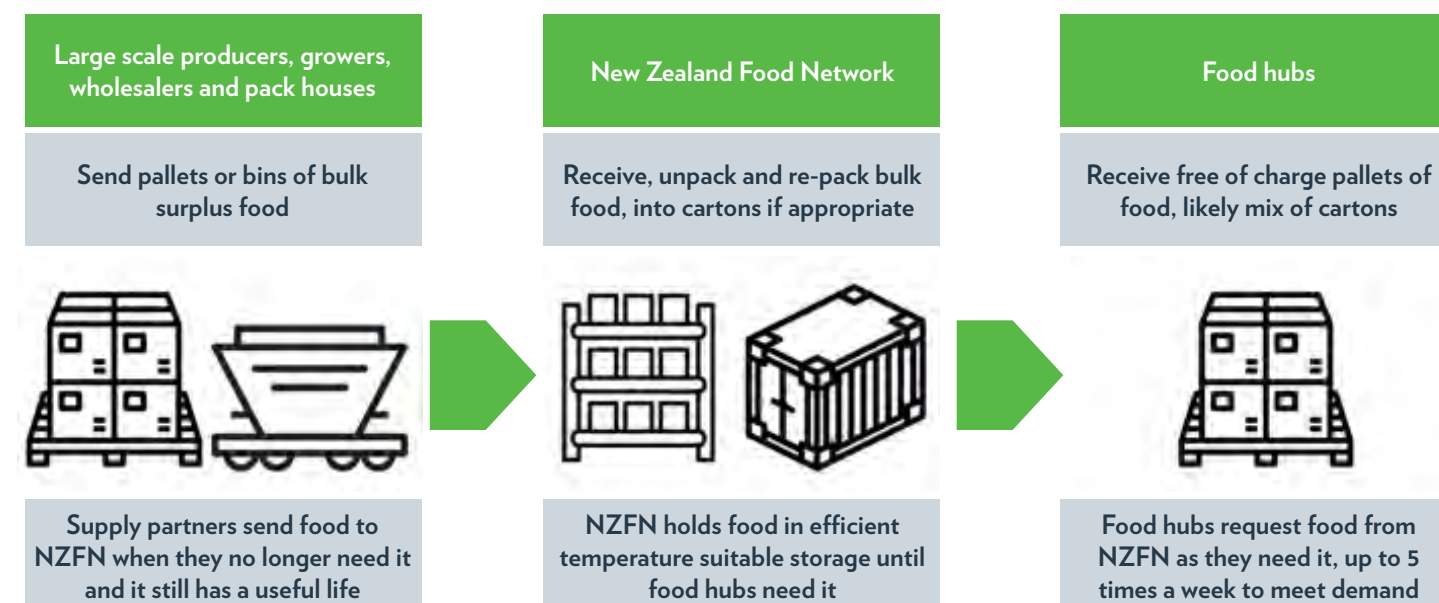 Large scale producers, growers,
wholesalers and pack houses
Send pallets or bins of bulk
surplus food
Supply partners send food to
NZFN when they no longer need it
and it still has a useful life
New Zealand Food Network
Receive, unpack and re-pack bulk
food, into cartons if appropriate
NZFN holds food in efficient
temperature suitable storage until
food hubs need it
Food hubs
Receive free of charge pallets of
food, likely mix of cartons
Food hubs request food from
NZFN as they need it, up to 5
times a week to meet demand